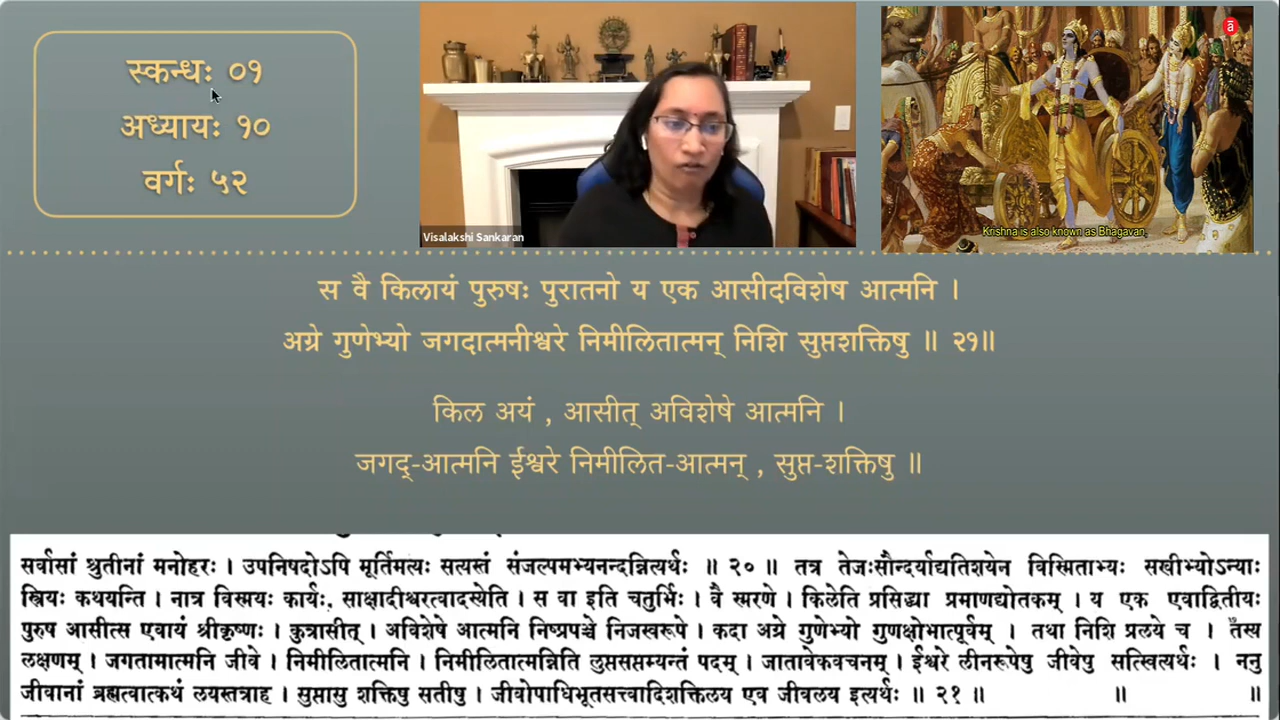 स्कन्धः ०१
अध्यायः १०
वर्गः ५२
Visalakshi Sankaran
ā
Krishna is also known as Bhagavan.
स वै किलायं पुरुषः पुरातनो य एक आसीदविशेष आत्मनि ।
अग्रे गुणेभ्यो जगदात्मनीश्वरे निमीलितात्मन् निशि सुप्तशक्तिषु ॥ २१॥
किल अयं , आसीत् अविशेषे आत्मनि ।
जगद्-आत्मनि ईश्वरे निमीलित-आत्मन् , सुप्त-शक्तिषु ॥
सर्वासां श्रुतीनां मनोहरः । उपनिषदोऽपि मूर्तिमत्यः सत्यस्तं संजल्पमभ्यनन्दन्नित्यर्थः ॥ २० ॥ तत्र तेजःसौन्दर्याद्यतिशयेन विस्मिताभ्यः सखीभ्योऽन्याः
स्त्रियः कथयन्ति । नात्र विस्मयः कार्यः, साक्षादीश्वरत्वादस्येति । स वा इति चतुर्भिः । वै स्मरणे । किलेति प्रसिद्ध्या प्रमाणद्योतकम् । य एक एवाद्वितीयः
पुरुष आसीत्स एवायं श्रीकृष्णः । कुत्रासीत् । अविशेषे आत्मनि निष्प्रपञ्चे निजस्वरूपे । कदा अग्रे गुणेभ्यो गुणक्षोभात्पूर्वम् । तथा निशि प्रलये च । तस्य
लक्षणम् । जगतामात्मनि जीवे । निमीलितात्मनि । निमीलितात्मन्निति लुप्तसप्तम्यन्तं पदम् । जातावेकवचनम् । ईश्वरे लीनरूपेषु जीवेषु सत्स्वित्यर्थः । ननु
जीवानां ब्रह्मत्वात्कथं लयस्तत्राह । सुप्तासु शक्तिषु सतीषु । जीवोपाधिभूतसत्त्वादिशक्तिलय एव जीवलय इत्यर्थः ॥ २१ ॥ ॥ ॥